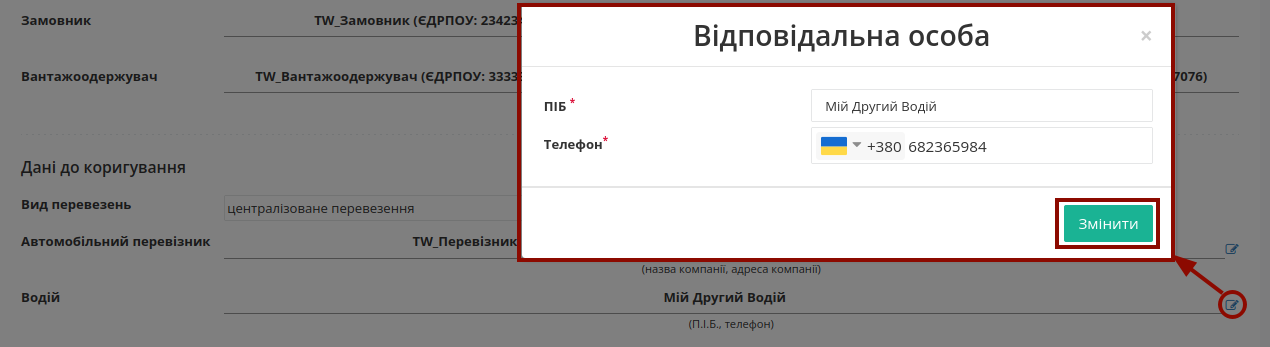 Замовник TW_Замовник (ЄДРПОУ: 23423
Відповідальна особа ×
Вантажоодержувач TW_Вантажоодержувач (ЄДРПОУ: 3333 7076)
ПІБ * Мій Другий Водій
Телефон* +380 682365984
Дані до коригування
Вид перевезень централізоване перевезення
Змінити
Автомобільний перевізник TW_Перевізник
(назва компанії, адреса компанії)
Водій Мій Другий Водій
(П.І.Б., телефон)